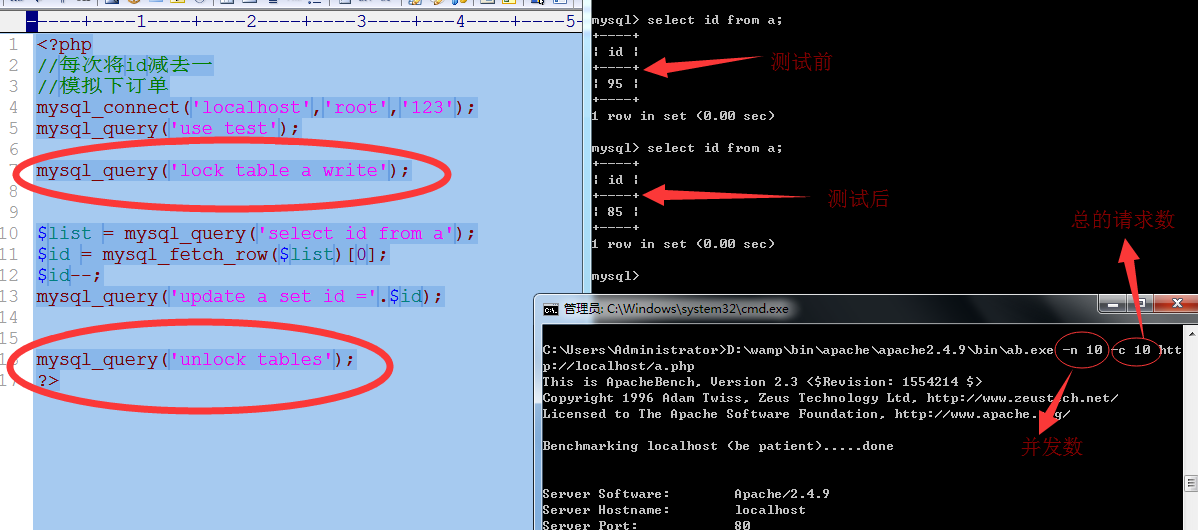 -------1---------2---------3---------4---------5-
1 <?php
2 //每次将id减去一
3 //模拟下订单
4 mysql_connect('localhost','root','123');
5 mysql_query('use test');
6
7 mysql_query('lock table a write');
8
9
10 $list = mysql_query('select id from a');
11 $id = mysql_fetch_row($list)[0];
12 $id--;
13 mysql_query('update a set id ='.$id);
14
15
16 mysql_query('unlock tables');
17 ?>
mysql> select id from a;
+----+
| id |
+----+
| 95 |
+----+
1 row in set (0.00 sec)
测试前
mysql> select id from a;
+----+
| id |
+----+
| 85 |
+----+
1 row in set (0.00 sec)
测试后
mysql>
总的请求数
管理员: C:\Windows\system32\cmd.exe
C:\Users\Administrator>D:\wamp\bin\apache\apache2.4.9\bin\ab.exe -n 10 -c 10 htt
p://localhost/a.php
This is ApacheBench, Version 2.3 <$Revision: 1554214 $>
Copyright 1996 Adam Twiss, Zeus Technology Ltd, http://www.zeustech.net/
Licensed to The Apache Software Foundation, http://www.apache.org/
并发数
Benchmarking localhost (be patient).....done
Server Software: Apache/2.4.9
Server Hostname: localhost
Server Port: 80